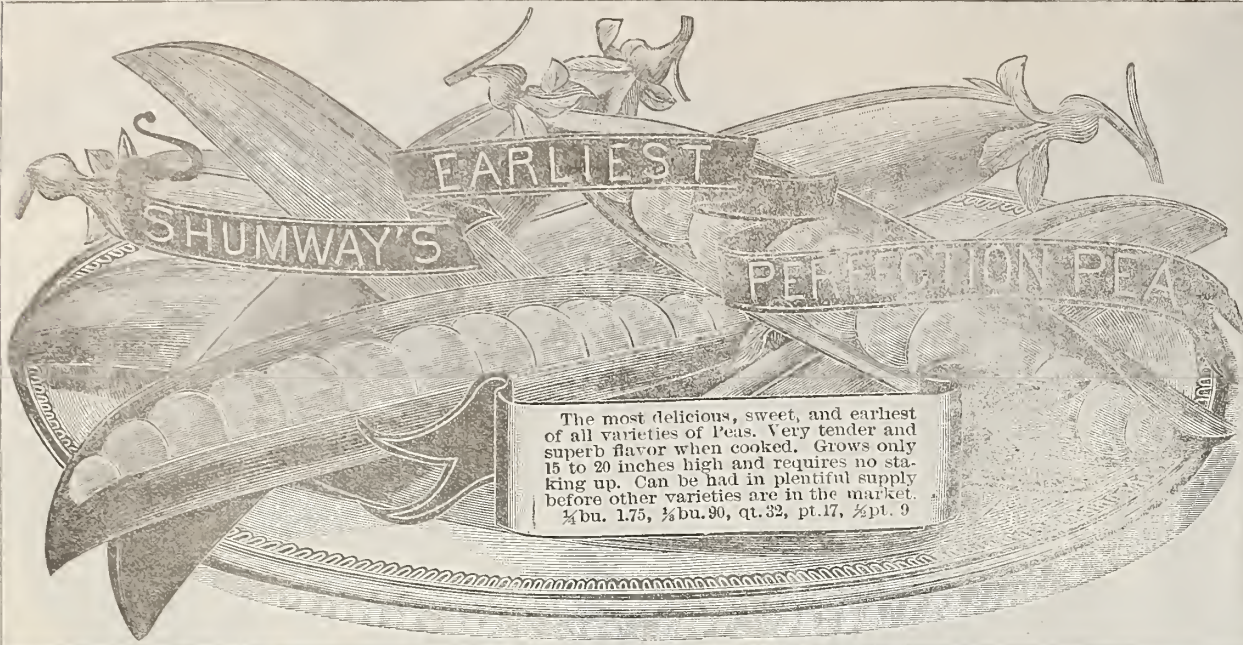 SHUMWAY'S
EARLIEST
PERFECTION PEA
The most delicious, sweet, and earliest
of all varieties of Peas. Very tender and
superb flavor when cooked. Grows only
15 to 20 inches high and requires no sta-
king up. Can be had in plentiful supply
before other varieties are in the market.
¼bu. 1.75, ⅛bu. 90, qt. 32, pt. 17, ½pt. 9